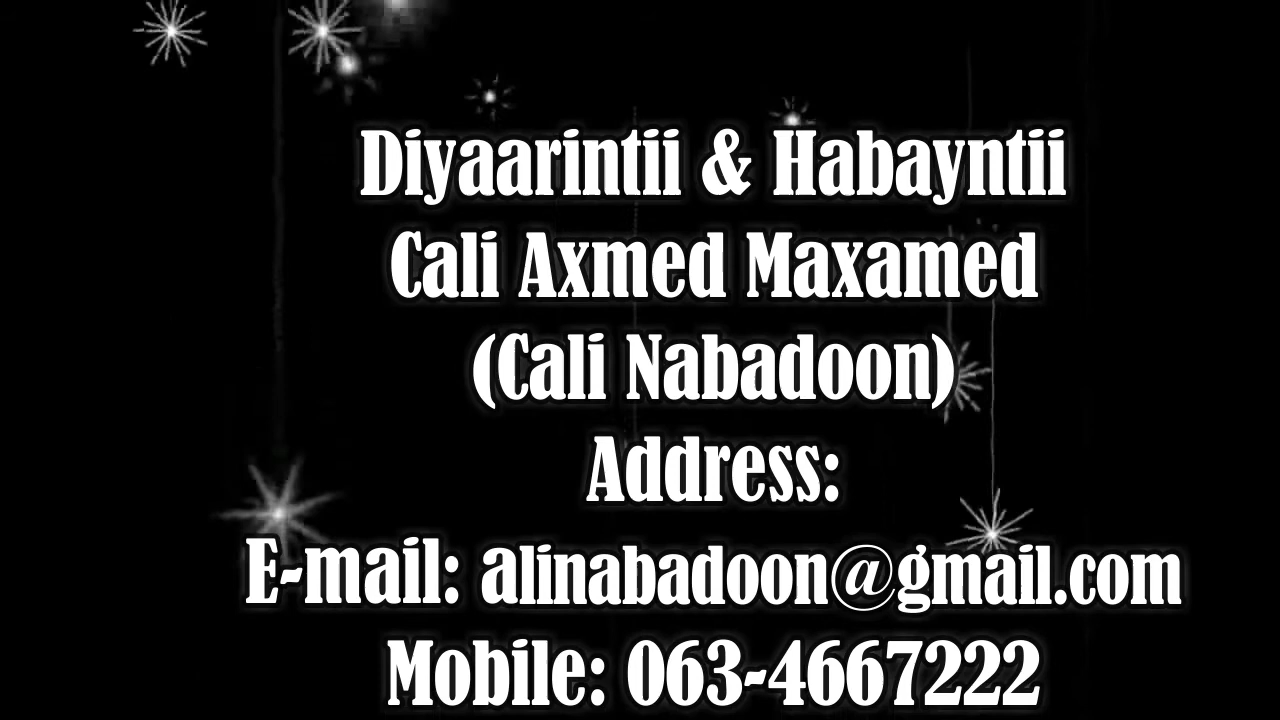 Diyaarintii & Habayntii
Cali Axmed Maxamed
(Cali Nabadoon)
Address:
E-mail: alinabadoon@gmail.com
Mobile: 063-4667222